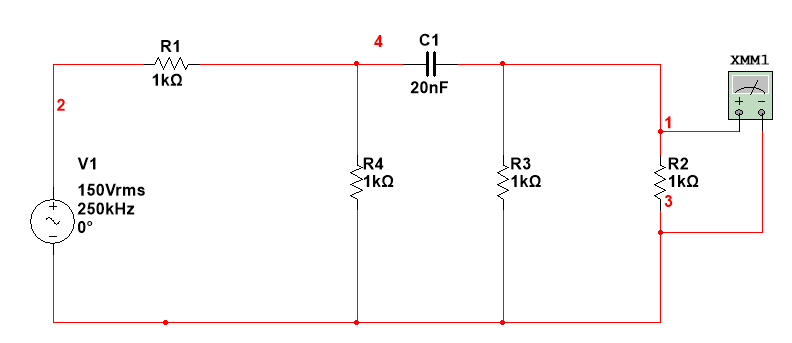 R1
1kΩ
4
C1
20nF
XMM1
2
1
V1
150Vrms
250kHz
0°
R4
1kΩ
R3
1kΩ
R2
1kΩ
3